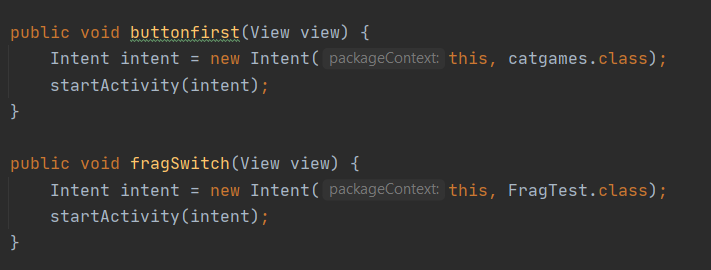 public void buttonfirst(View view) {
Intent intent = new Intent( packageContext: this, catgames.class);
startActivity(intent);
}
public void fragSwitch(View view) {
Intent intent = new Intent( packageContext: this, FragTest.class);
startActivity(intent);
}